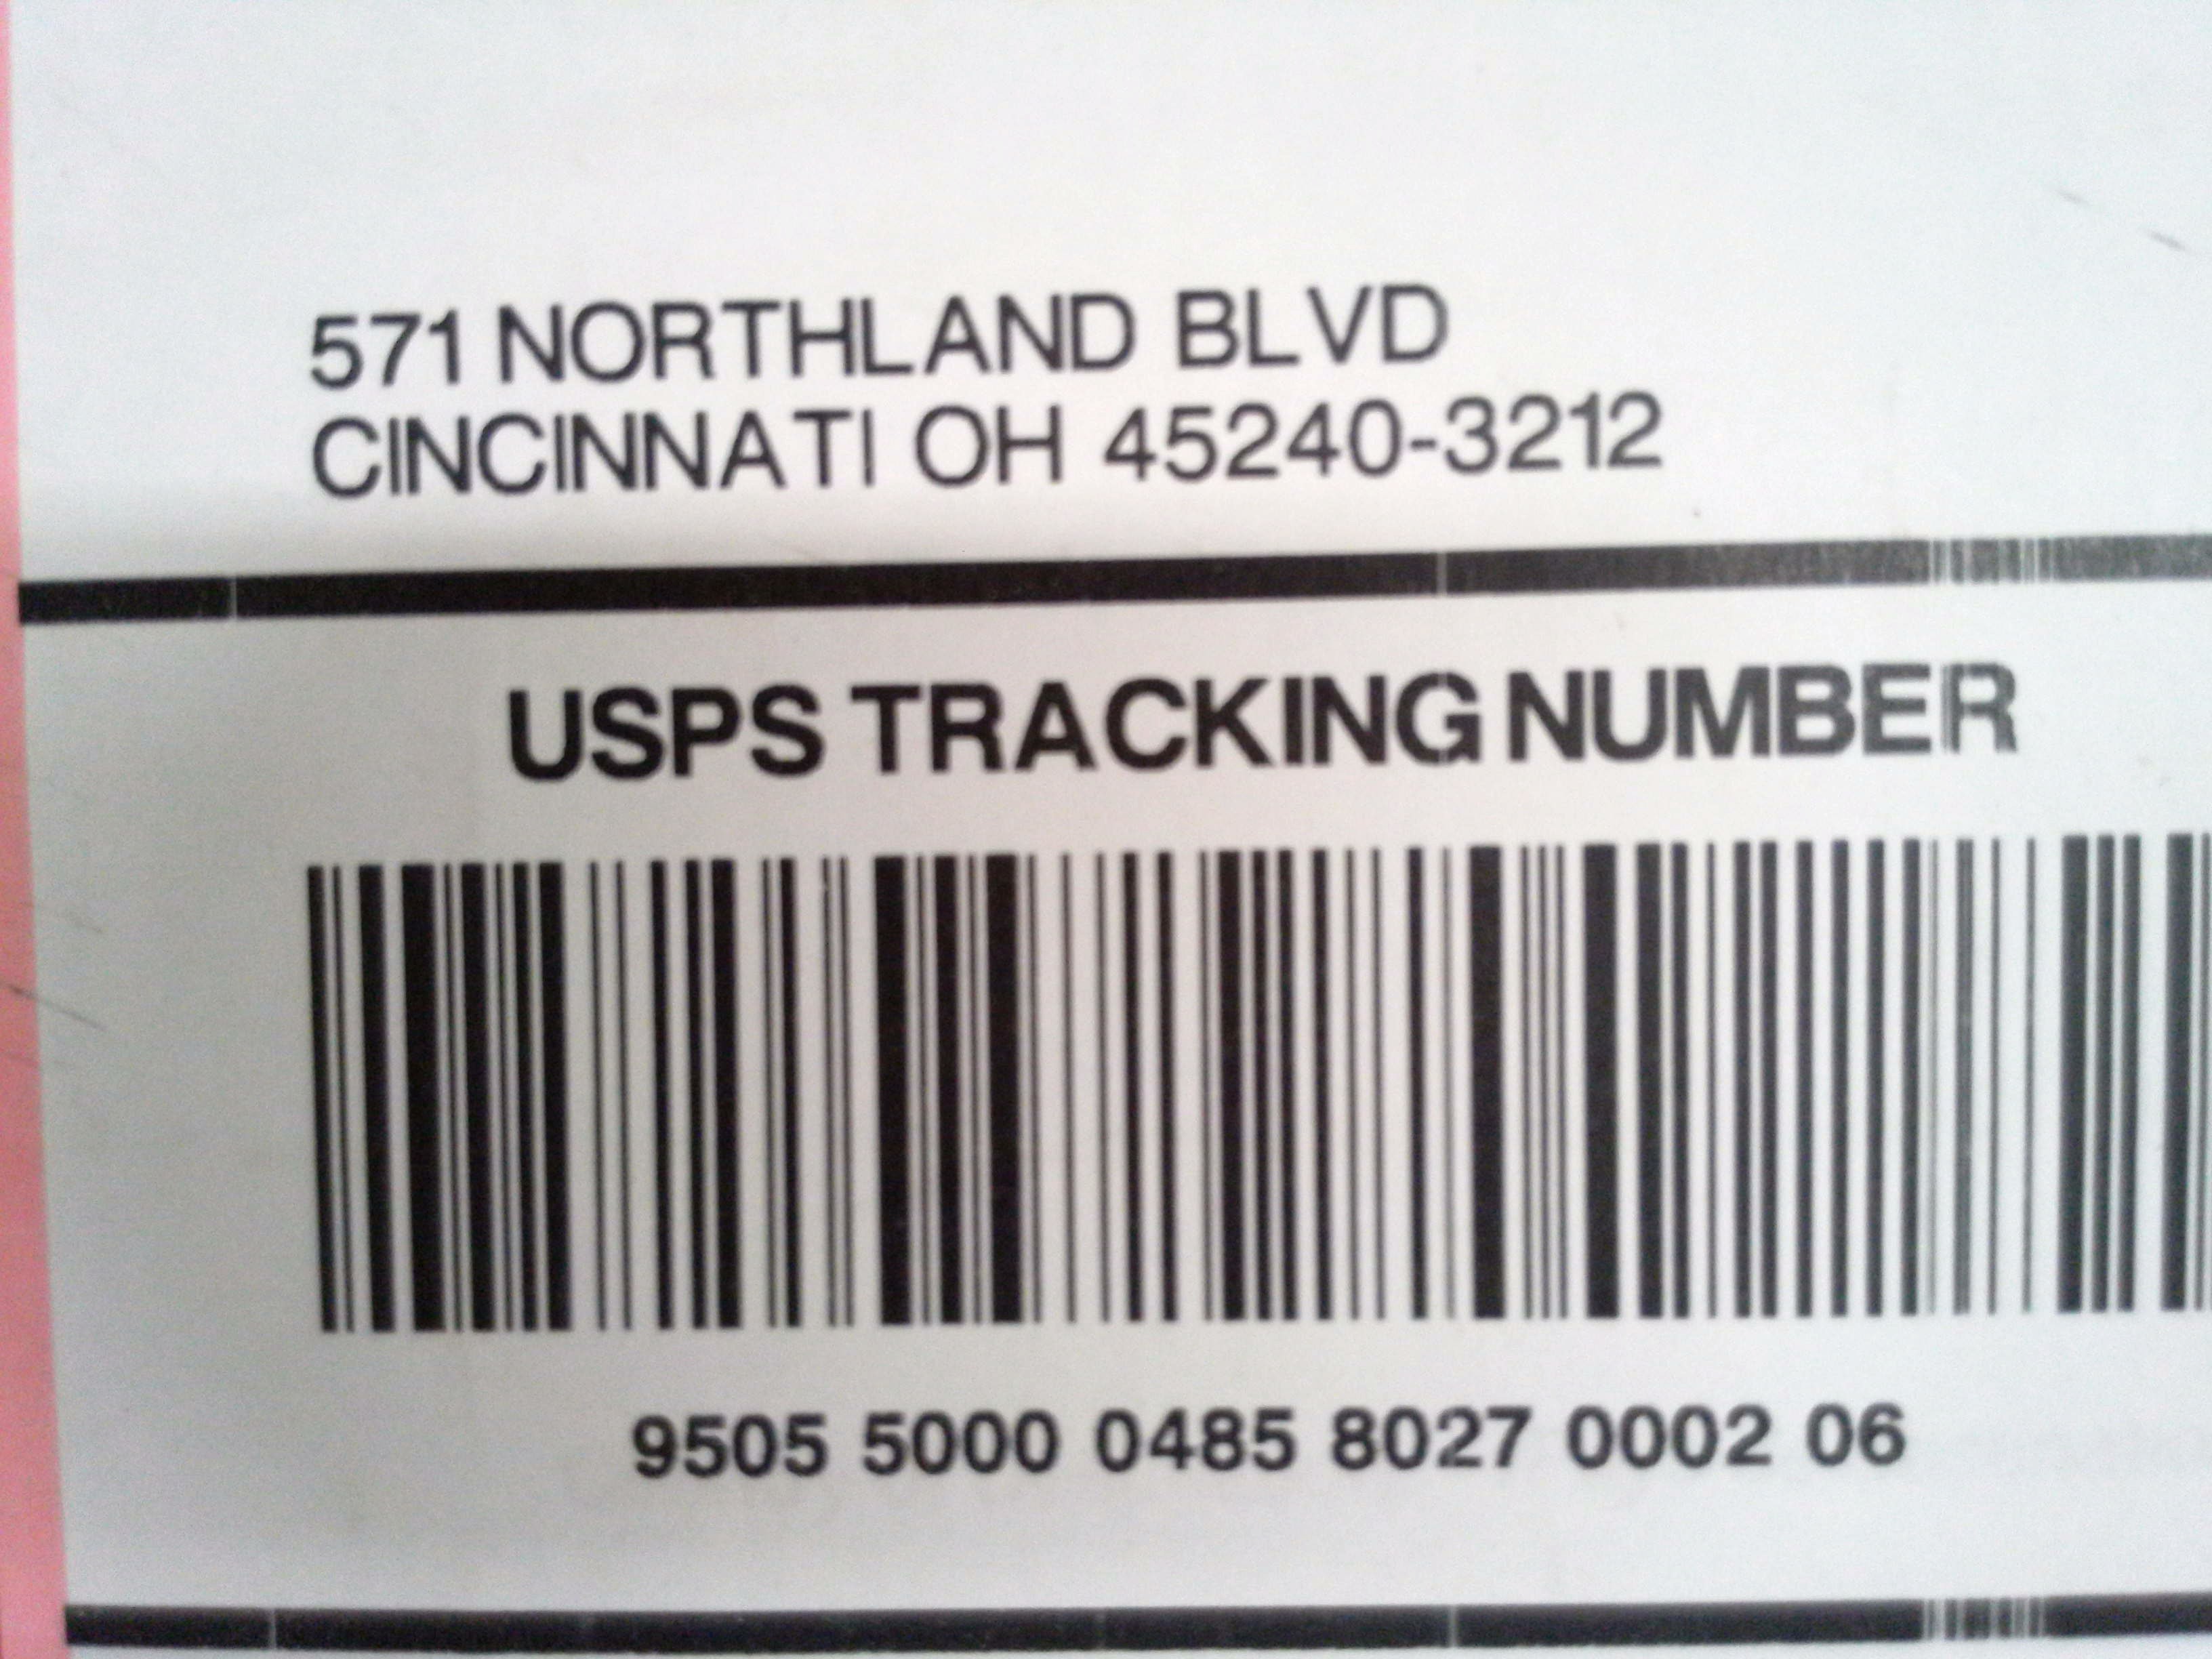 571 NORTHLAND BLVD
CINCINNATI OH 45240-3212
USPS TRACKING NUMBER
9505 5000 0485 8027 0002 06